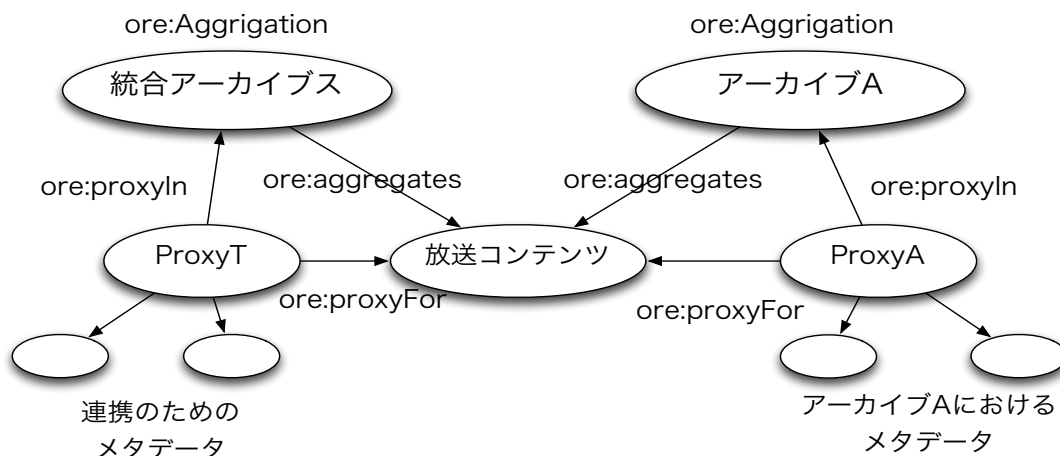 ore:Aggrigation
ore:Aggrigation
統合アーカイブス
アーカイブA
ore:proxyIn
ore:aggregates
ore:aggregates
ore:proxyIn
ProxyT
放送コンテンツ
ProxyA
ore:proxyFor
ore:proxyFor
連携のための
メタデータ
アーカイブAにおける
メタデータ